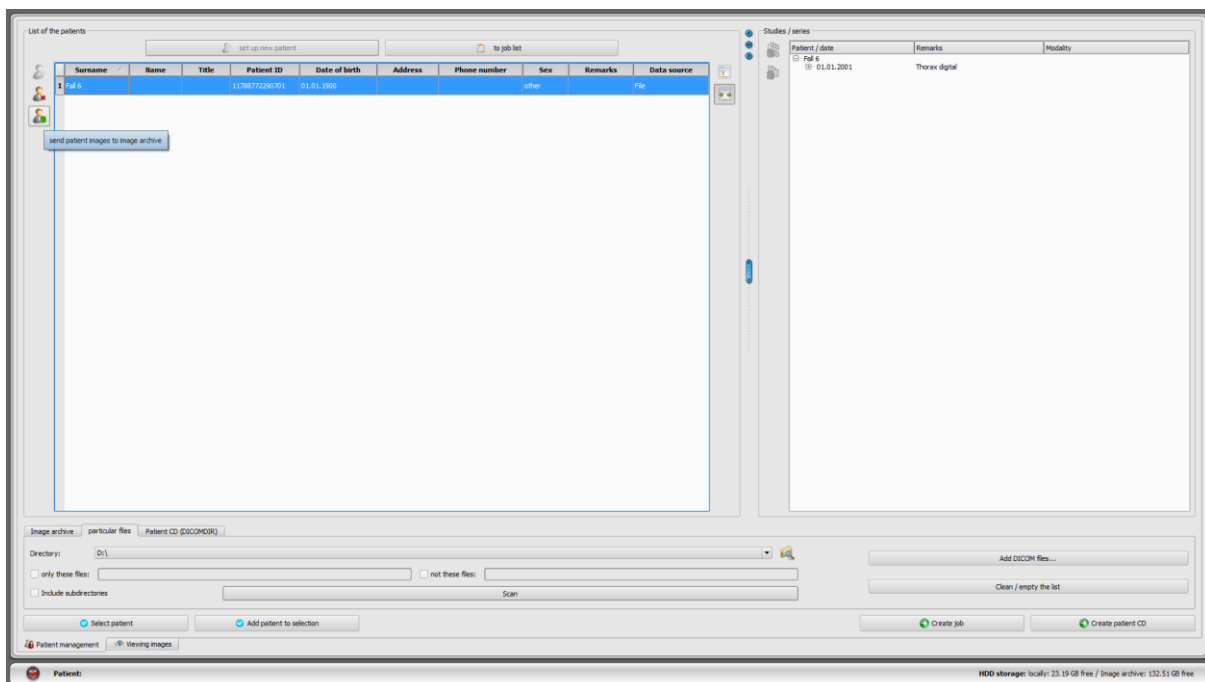 List of the patients
set up new patient
to job list
Surname Name Title Patient ID Date of birth Address Phone number Sex Remarks Data source
1 Fall 6 11788772290701 01.01.1900 other File
send patient images to image archive
Studies / series
Patient / date Remarks Modality
Fall 6
01.01.2001 Thorax digital
Image archive particular files Patient CD (DICOMDIR)
Directory: D:\
only these files: not these files:
Include subdirectories Scan
Add DICOM files...
Clean / empty the list
Select patient Add patient to selection Create job Create patient CD
Patient management Viewing images
Patient: HDD storage: locally: 23.19 GB free / Image archive: 132.51 GB free